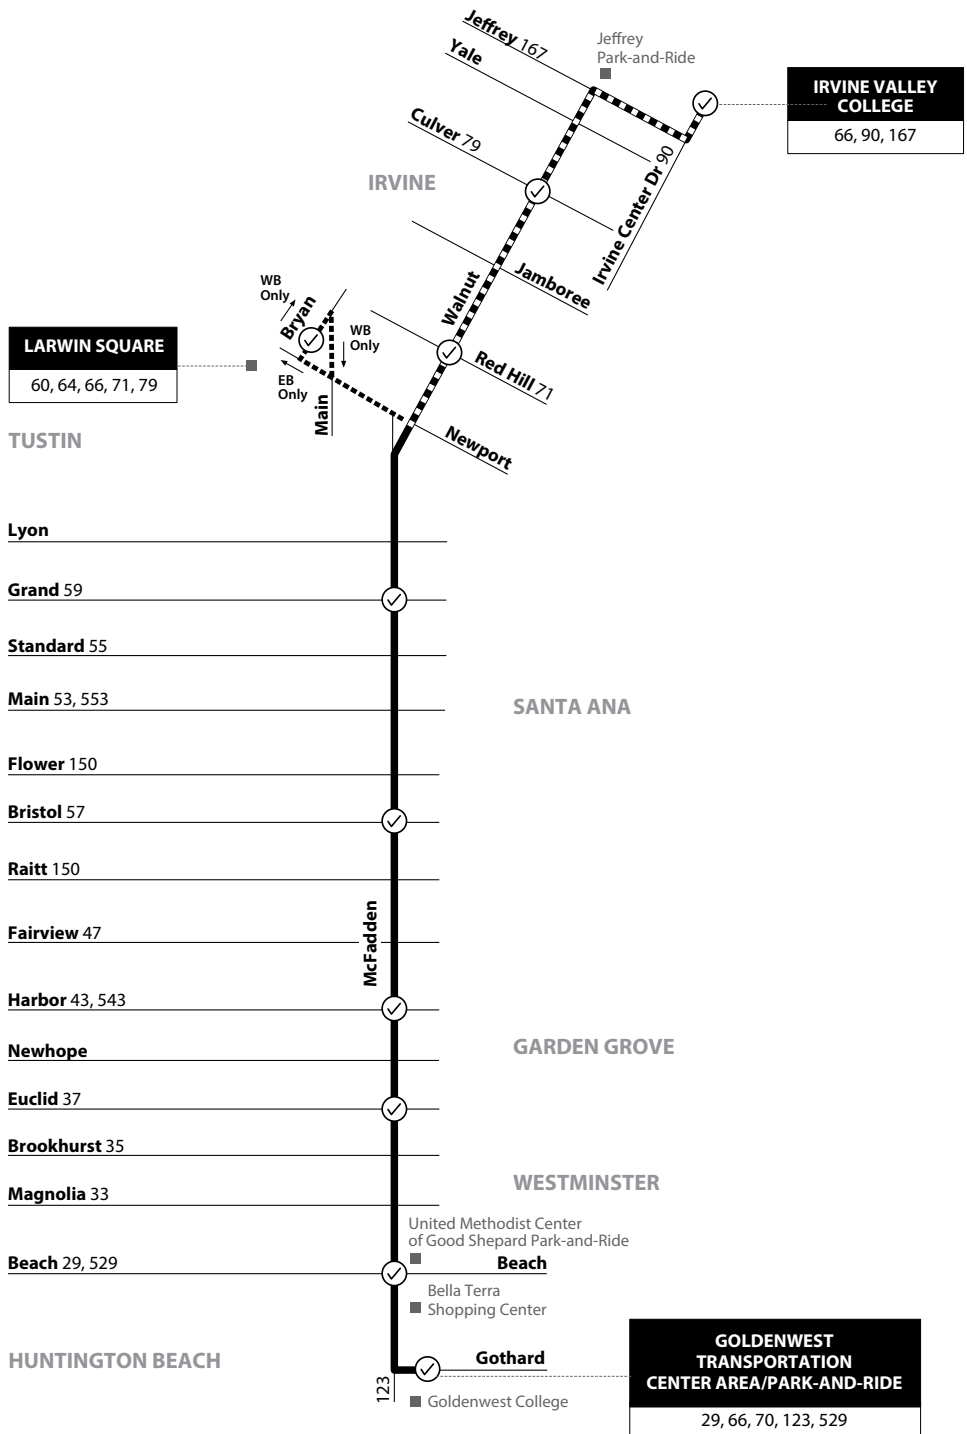 Jeffrey 167
Jeffrey
Park-and-Ride
Yale
IRVINE VALLEY
COLLEGE
66, 90, 167
Culver 79
Irvine Center Dr 90
IRVINE
Jamboree
Walnut
WB
Only
Bryan
WB
Only
LARWIN SQUARE
60, 64, 66, 71, 79
Red Hill 71
EB
Only
Main
Newport
TUSTIN
Lyon
Grand 59
Standard 55
Main 53, 553
SANTA ANA
Flower 150
Bristol 57
Raitt 150
McFadden
Fairview 47
Harbor 43, 543
Newhope
GARDEN GROVE
Euclid 37
Brookhurst 35
Magnolia 33
WESTMINSTER
United Methodist Center
of Good Shepard Park-and-Ride
Beach 29, 529
Beach
Bella Terra
Shopping Center
HUNTINGTON BEACH
Gothard
123
Goldenwest College
GOLDENWEST
TRANSPORTATION
CENTER AREA/PARK-AND-RIDE
29, 66, 70, 123, 529